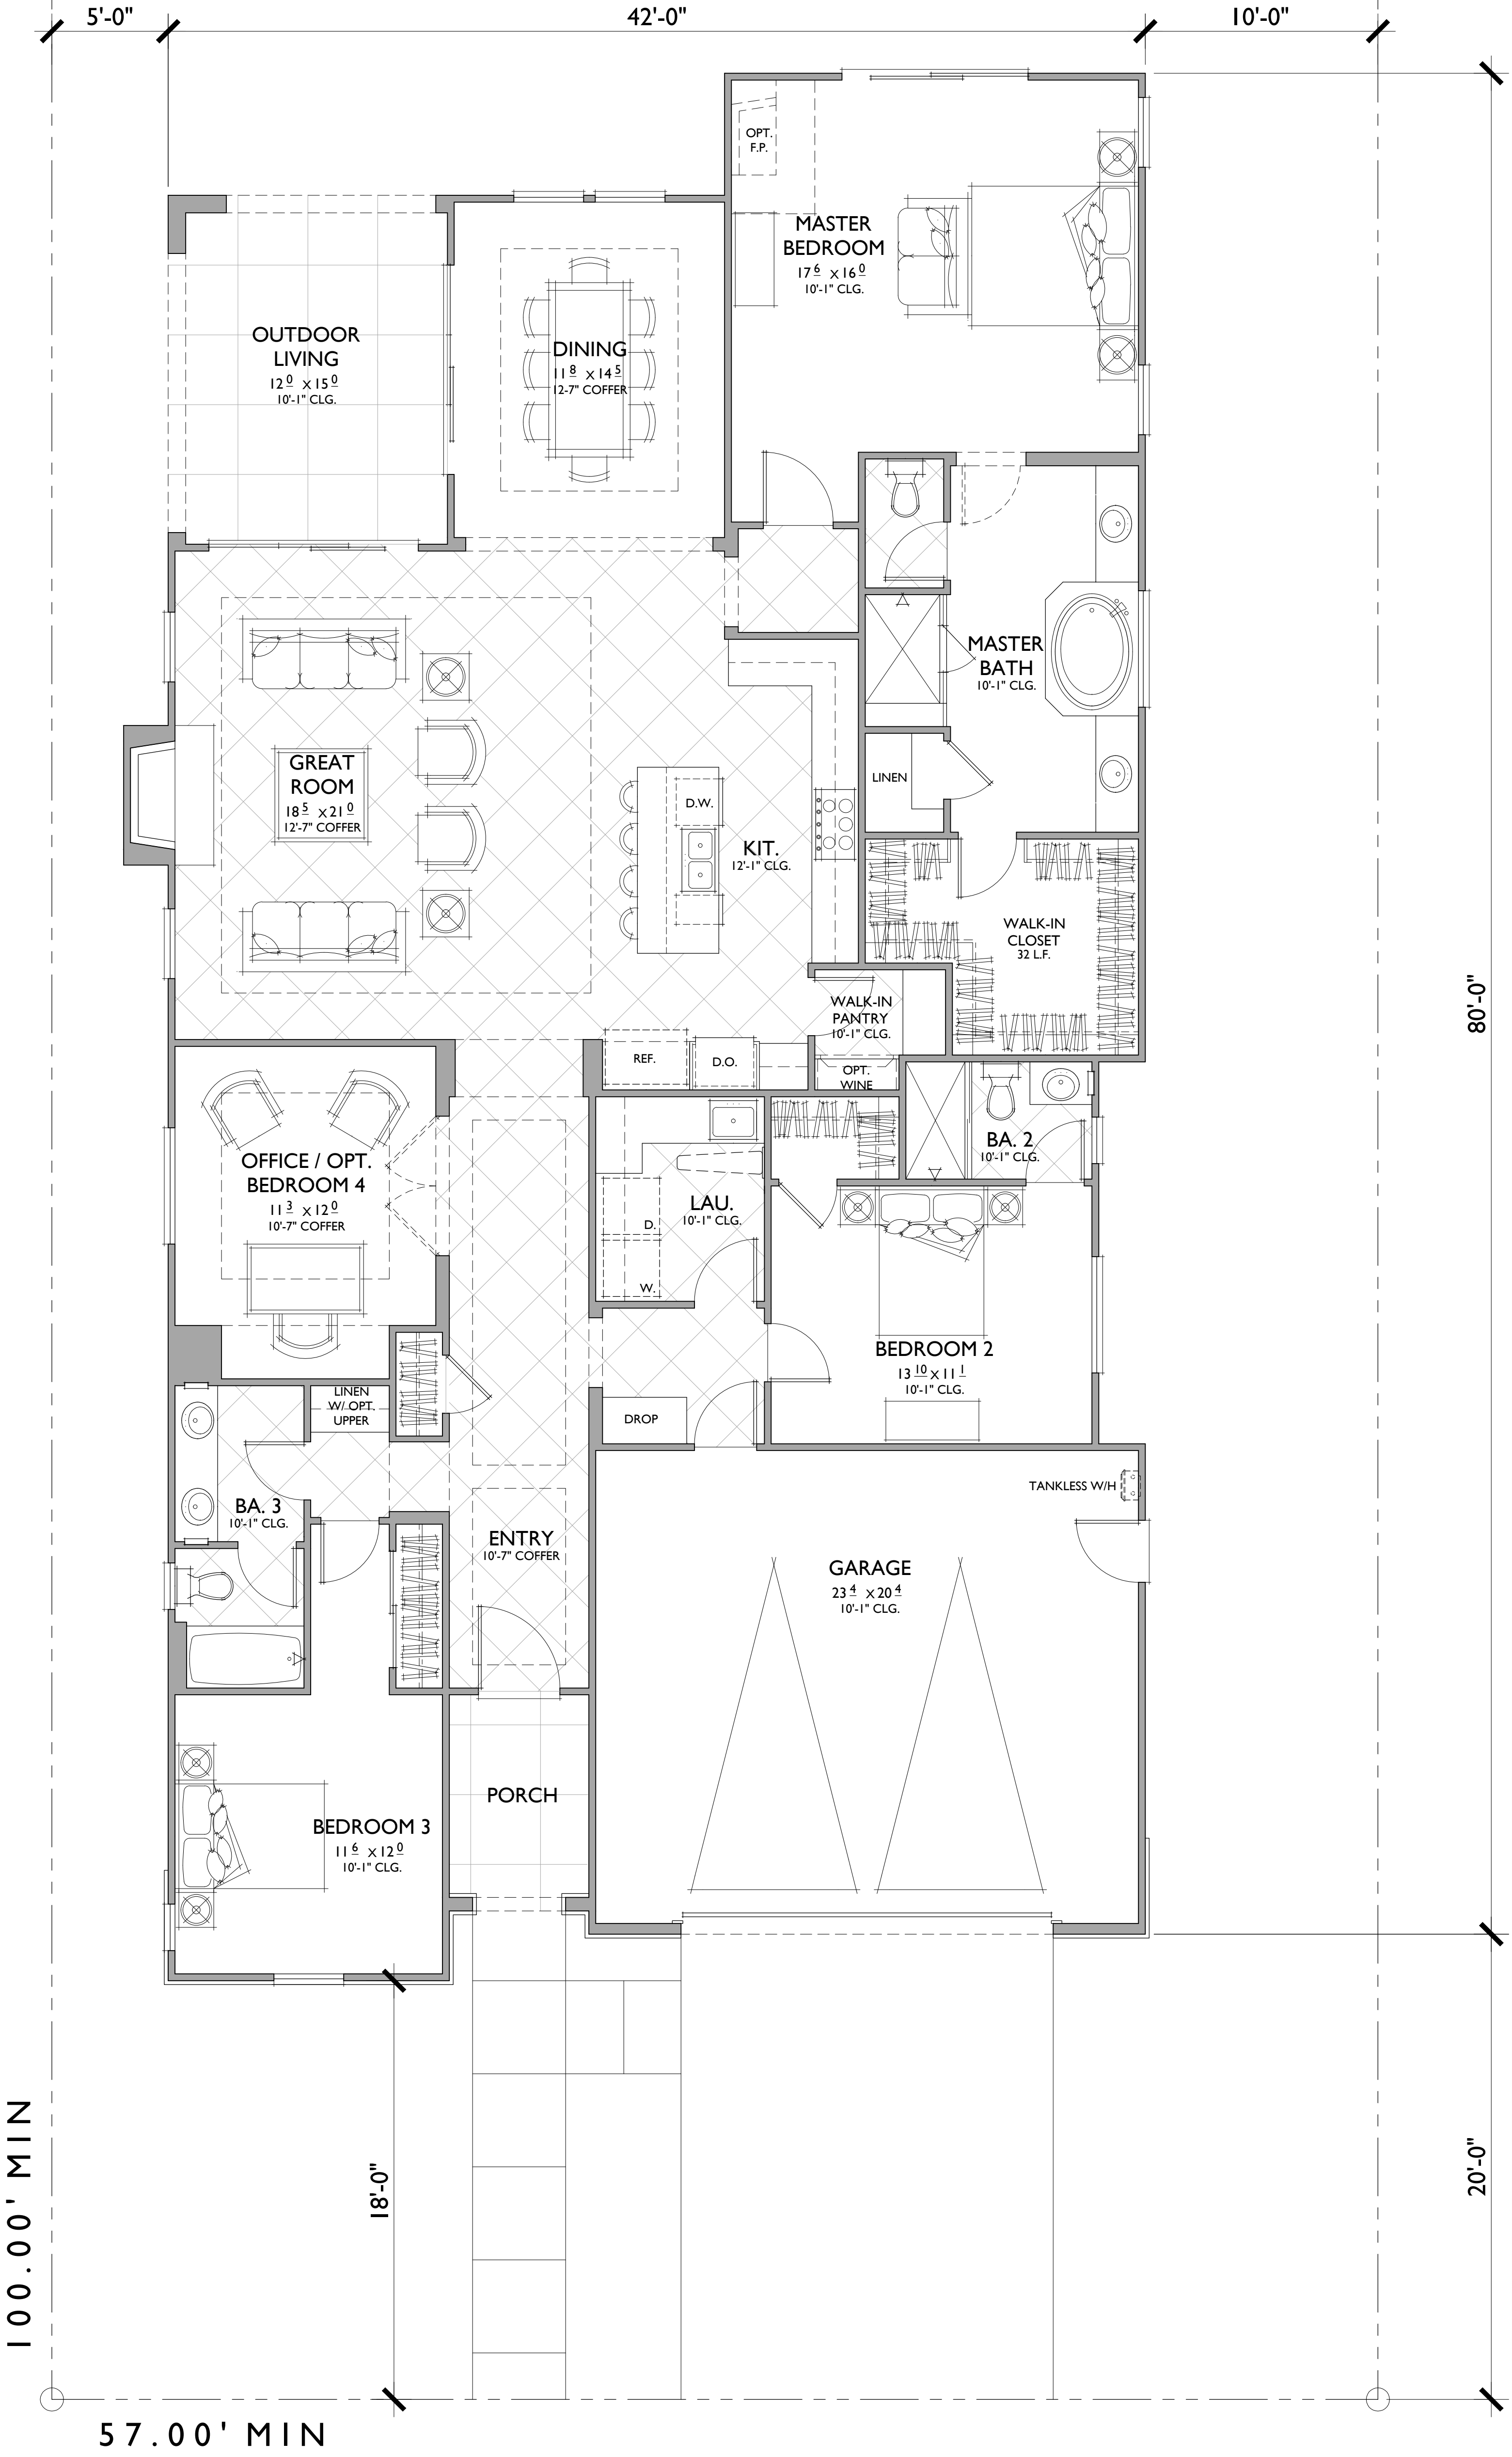 5'-0" 42'-0" 10'-0"
OPT.
F.P.
MASTER
BEDROOM
17 6 X 16 0
10'-1" CLG.
OUTDOOR
LIVING
12 0 X 15 0
10'-1" CLG.
DINING
11 8 X 14 5
12-7" COFFER
MASTER
BATH
10'-1" CLG.
GREAT
ROOM
18 5 X 21 0
12'-7" COFFER
D.W.
KIT.
12'-1" CLG.
LINEN
WALK-IN
CLOSET
32 L.F.
WALK-IN
PANTRY
10'-1" CLG.
REF.
D.O.
OPT.
WINE
80'-0"
OFFICE / OPT.
BEDROOM 4
11 3 X 12 0
10'-7" COFFER
LAU.
10'-1" CLG.
D.
W.
BA. 2
10'-1" CLG.
BEDROOM 2
13 10 X 11 1
10'-1" CLG.
LINEN
W/ OPT.
UPPER
DROP
BA. 3
10'-1" CLG.
ENTRY
10'-7" COFFER
TANKLESS W/H
GARAGE
23 4 X 20 4
10'-1" CLG.
PORCH
BEDROOM 3
11 6 X 12 0
10'-1" CLG.
18'-0"
20'-0"
100.00' MIN
57.00' MIN